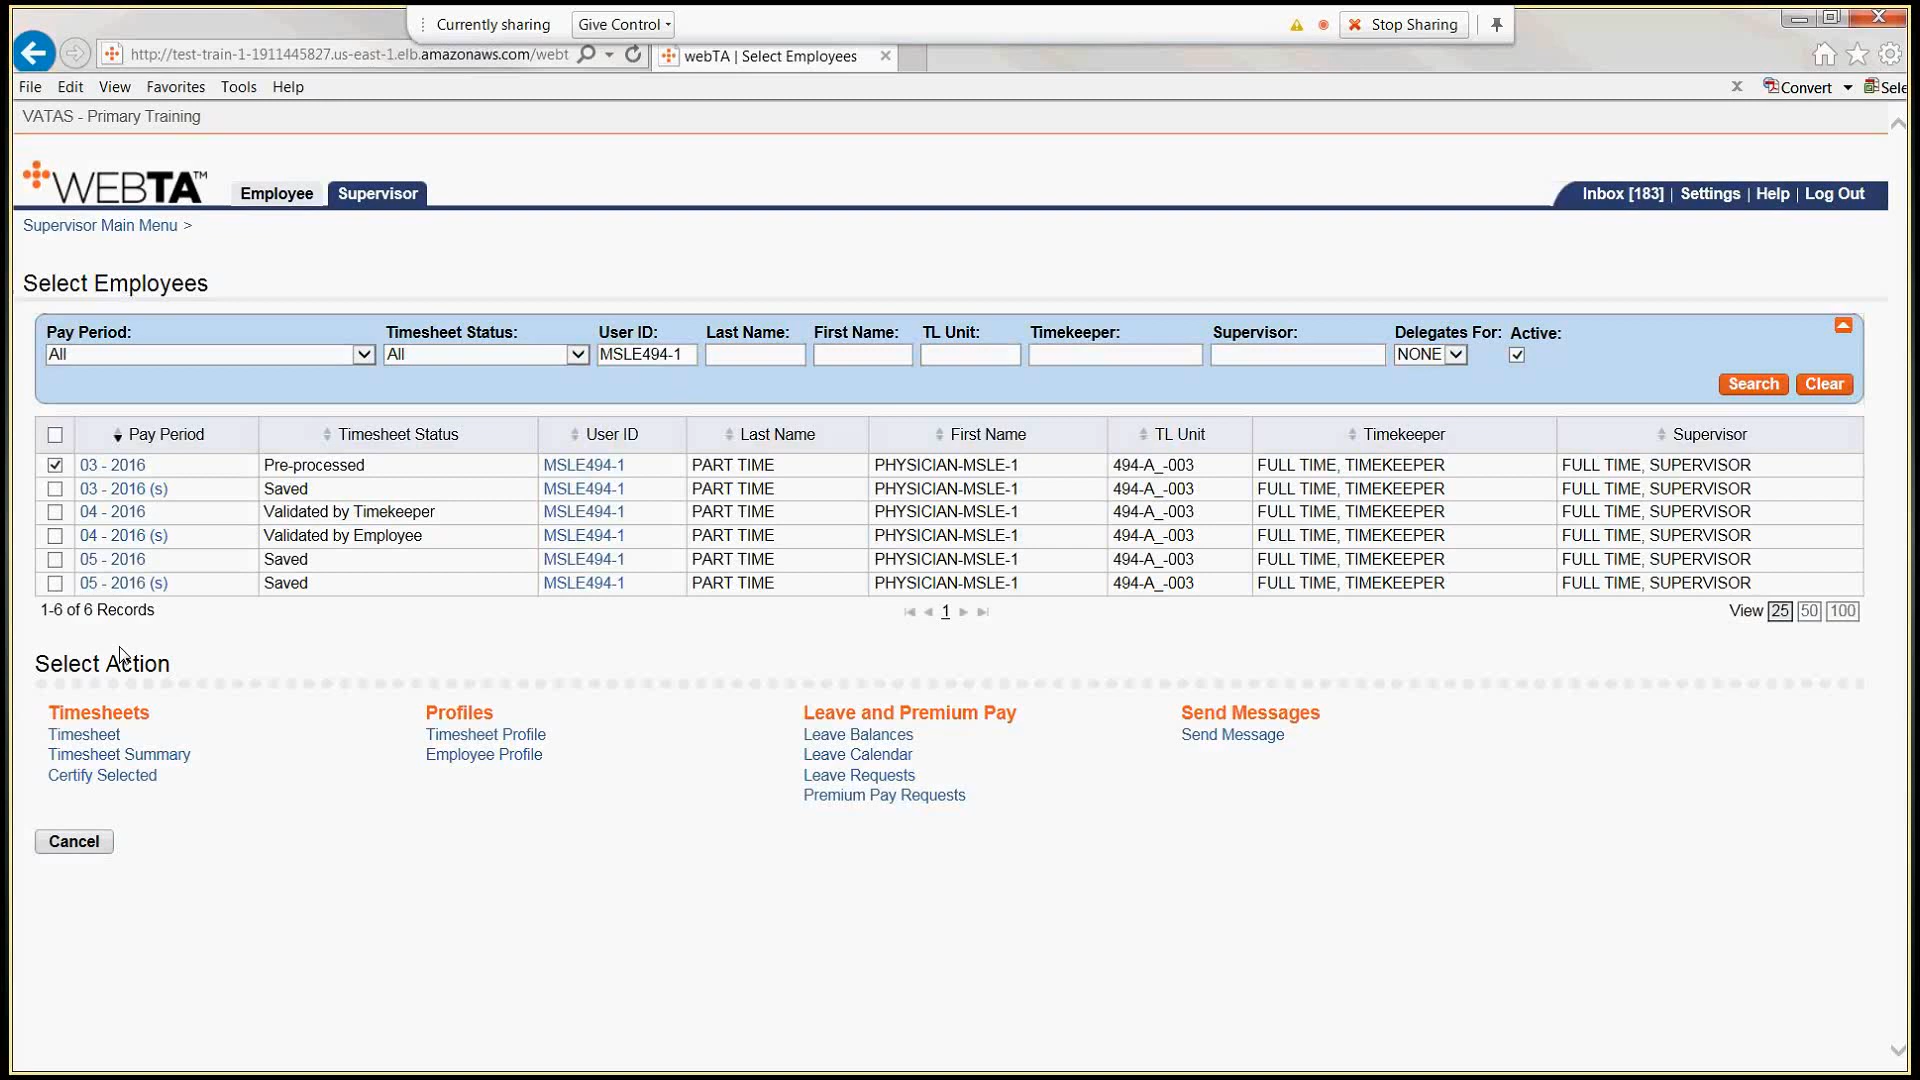 Currently sharing Give Control Stop Sharing
http://test-train-1-1911445827.us-east-1.elb.amazonaws.com/webt webTA | Select Employees
File Edit View Favorites Tools Help x Convert Sele
VATAS - Primary Training
WEBTA™ Employee Supervisor Inbox [183] | Settings | Help | Log Out
Supervisor Main Menu >
Select Employees
Pay Period: Timesheet Status: User ID: Last Name: First Name: TL Unit: Timekeeper: Supervisor: Delegates For: Active:
All All MSLE494-1 NONE
Search Clear
Pay Period Timesheet Status User ID Last Name First Name TL Unit Timekeeper Supervisor
03 - 2016 Pre-processed MSLE494-1 PART TIME PHYSICIAN-MSLE-1 494-A_-003 FULL TIME, TIMEKEEPER FULL TIME, SUPERVISOR
03 - 2016 (s) Saved MSLE494-1 PART TIME PHYSICIAN-MSLE-1 494-A_-003 FULL TIME, TIMEKEEPER FULL TIME, SUPERVISOR
04 - 2016 Validated by Timekeeper MSLE494-1 PART TIME PHYSICIAN-MSLE-1 494-A_-003 FULL TIME, TIMEKEEPER FULL TIME, SUPERVISOR
04 - 2016 (s) Validated by Employee MSLE494-1 PART TIME PHYSICIAN-MSLE-1 494-A_-003 FULL TIME, TIMEKEEPER FULL TIME, SUPERVISOR
05 - 2016 Saved MSLE494-1 PART TIME PHYSICIAN-MSLE-1 494-A_-003 FULL TIME, TIMEKEEPER FULL TIME, SUPERVISOR
05 - 2016 (s) Saved MSLE494-1 PART TIME PHYSICIAN-MSLE-1 494-A_-003 FULL TIME, TIMEKEEPER FULL TIME, SUPERVISOR
1-6 of 6 Records 1 View 25 50 100
Select Action
Timesheets Profiles Leave and Premium Pay Send Messages
Timesheet Timesheet Profile Leave Balances Send Message
Timesheet Summary Employee Profile Leave Calendar
Certify Selected Leave Requests
Premium Pay Requests
Cancel